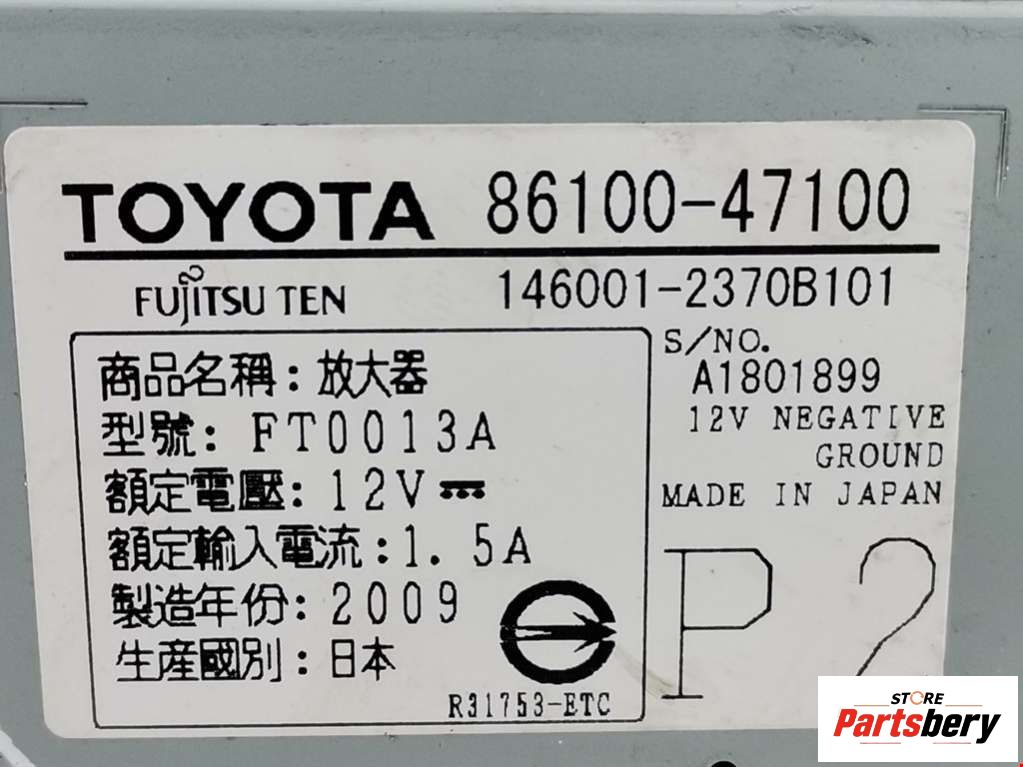 TOYOTA 86100-47100
FUJITSU TEN 146001-2370B101
商品名稱：放大器
型號：FT0013A
額定電壓：12V
額定輸入電流：1.5A
製造年份：2009
生產國別：日本
R31753-ETC
S/NO.
A1801899
12V NEGATIVE
GROUND
MADE IN JAPAN
P2
STORE
Partsbery